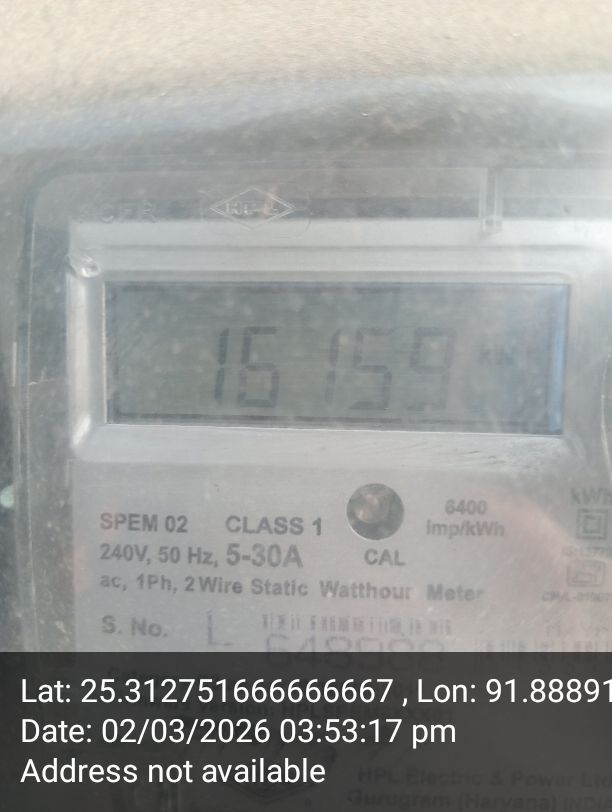 HPL
16159
SPEM 02 CLASS 1 6400 imp/kWh
240V, 50 Hz, 5-30A CAL
ac, 1Ph, 2 Wire Static Watthour Meter
S. No. L
Lat: 25.312751666666667 , Lon: 91.88891
Date: 02/03/2026 03:53:17 pm
Address not available
HPL Electric & Power Ltd
Gurugram (Haryana)